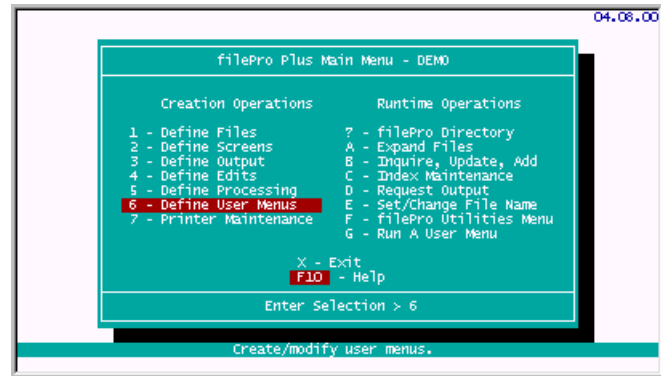 04.08.00
filePro Plus Main Menu - DEMO
Creation Operations Runtime Operations
1 - Define Files ? - filePro Directory
2 - Define Screens A - Expand Files
3 - Define Output B - Inquire, Update, Add
4 - Define Edits C - Index Maintenance
5 - Define Processing D - Request Output
6 - Define User Menus E - Set/Change File Name
7 - Printer Maintenance F - filePro Utilities Menu
G - Run A User Menu
X - Exit
F10 - Help
Enter Selection > 6
Create/modify user menus.